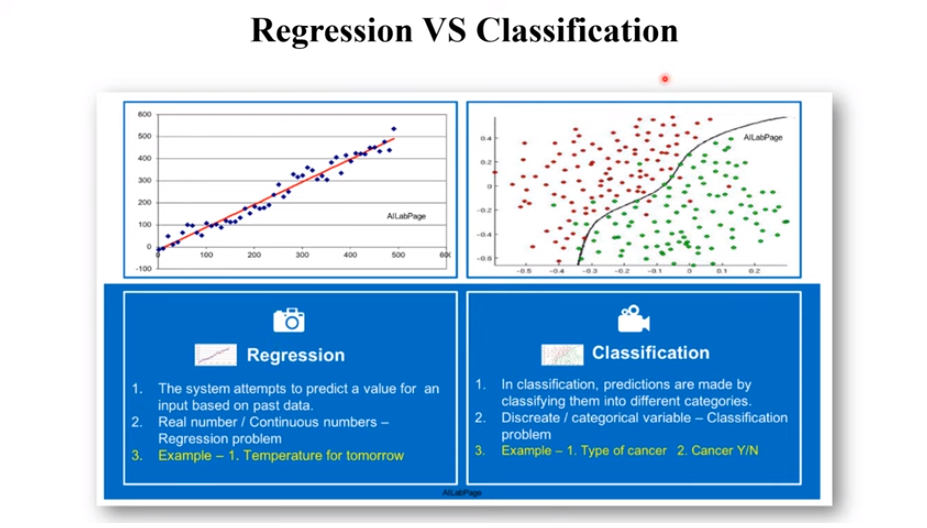 Regression VS Classification
600
500
400
300
200
100
0
-100
0
100
200
300
400
500
AILabPage
AILabPage
0.4
0.2
0
-0.2
-0.4
-0.5
-0.4
-0.3
-0.2
-0.1
0
0.1
0.2
Regression
1. The system attempts to predict a value for an
input based on past data.
2. Real number / Continuous numbers –
Regression problem
3. Example – 1. Temperature for tomorrow
Classification
1. In classification, predictions are made by
classifying them into different categories.
2. Discreate / categorical variable – Classification
problem
3. Example – 1. Type of cancer 2. Cancer Y/N
AILabPage